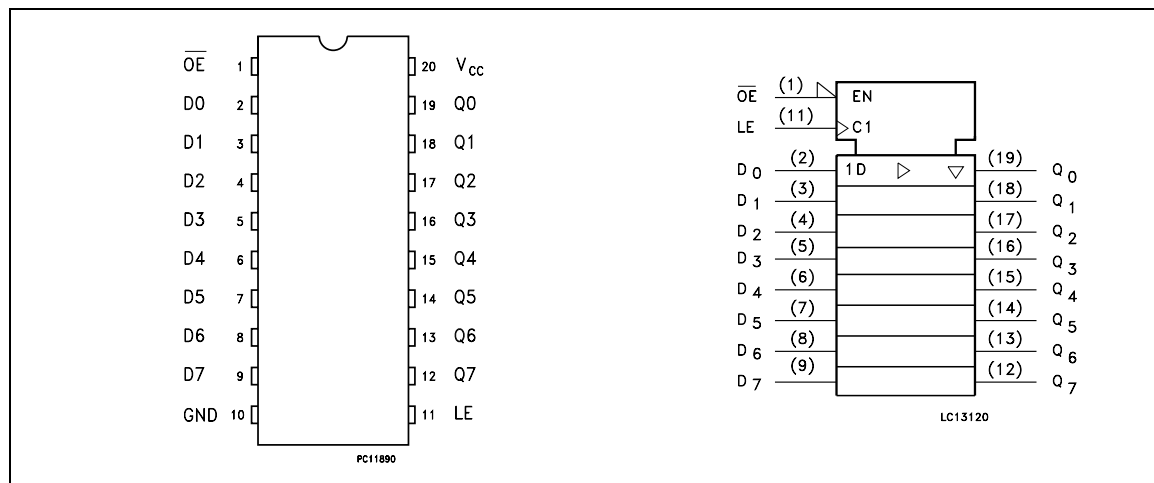 O̅E̅ 1 20 VCC
D0 2 19 Q0
D1 3 18 Q1
D2 4 17 Q2
D3 5 16 Q3
D4 6 15 Q4
D5 7 14 Q5
D6 8 13 Q6
D7 9 12 Q7
GND 10 11 LE
PC11890
O̅E̅ (1) EN
LE (11) C1
D0 (2) 1D (19) Q0
D1 (3) (18) Q1
D2 (4) (17) Q2
D3 (5) (16) Q3
D4 (6) (15) Q4
D5 (7) (14) Q5
D6 (8) (13) Q6
D7 (9) (12) Q7
LC13120